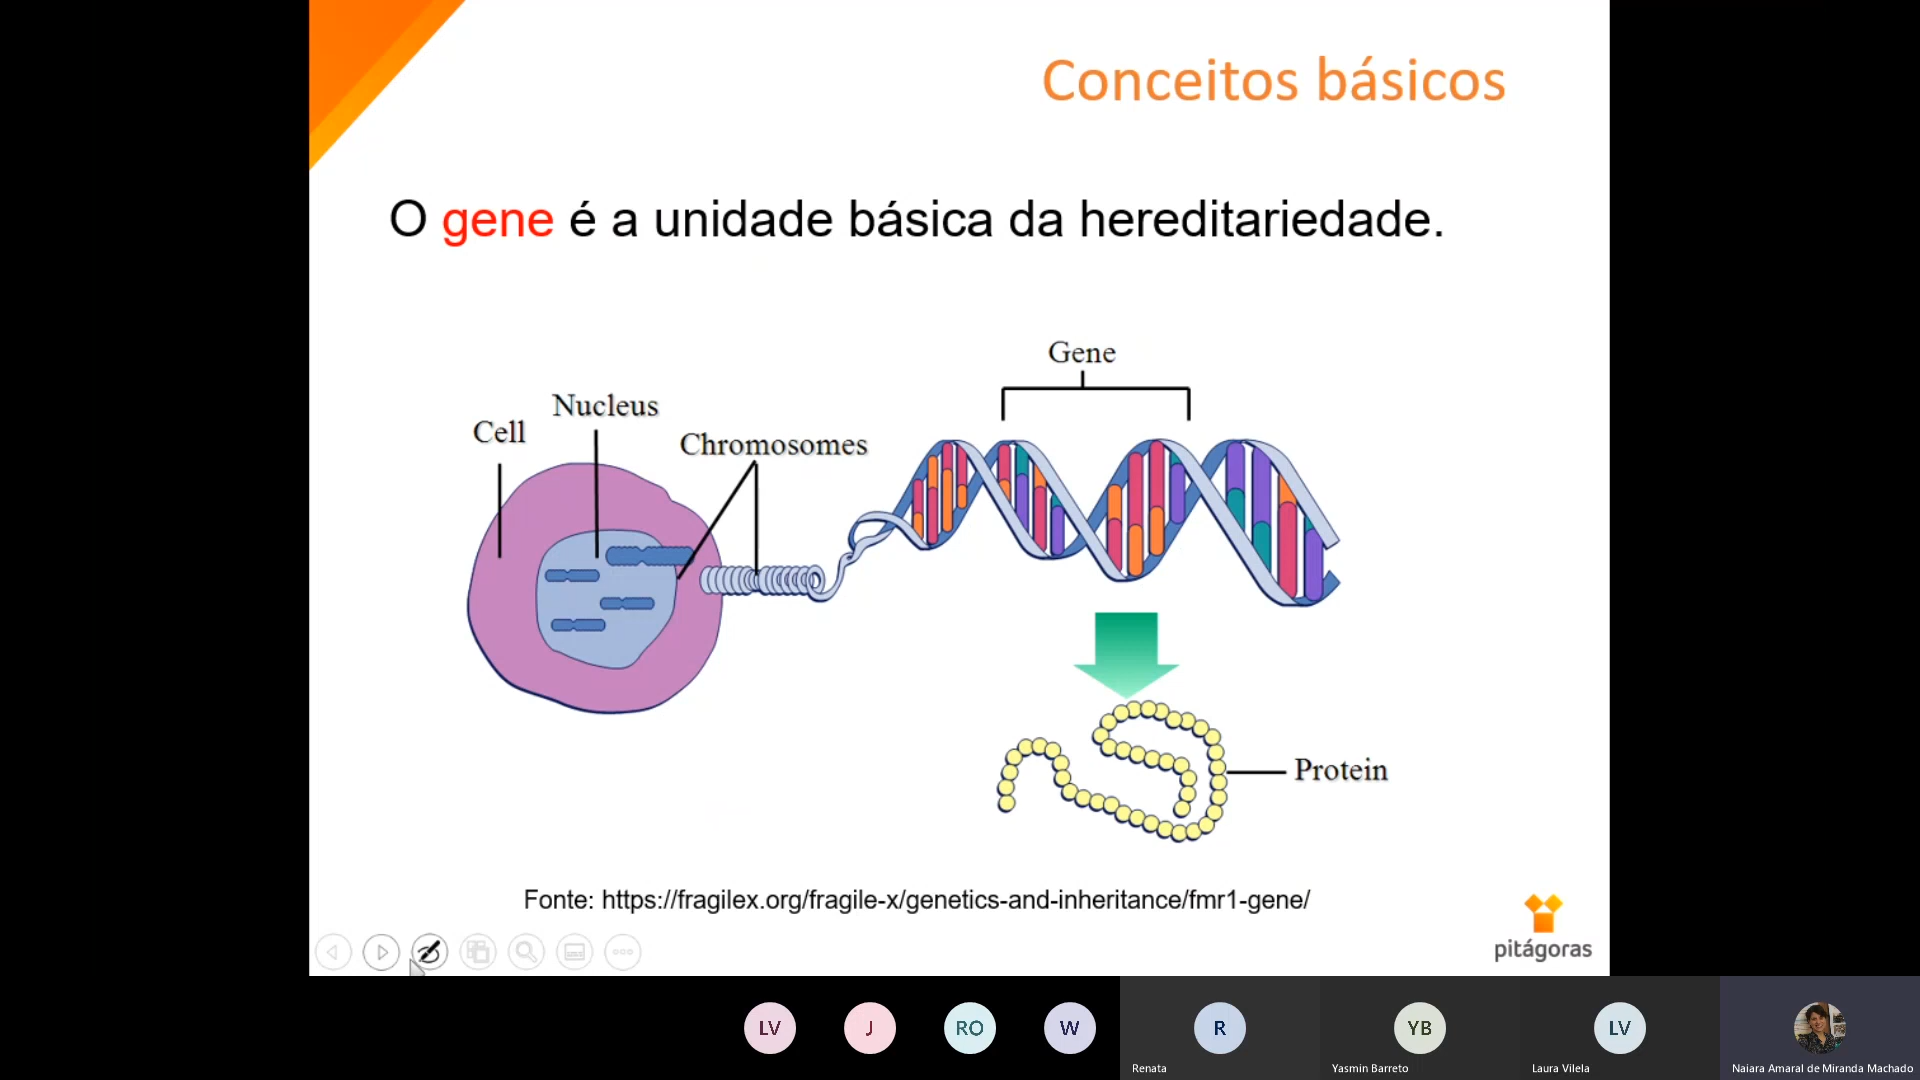 Conceitos básicos
O gene é a unidade básica da hereditariedade.
Gene
Nucleus
Cell
Chromosomes
Protein
Fonte: https://fragilex.org/fragile-x/genetics-and-inheritance/fmr1-gene/
pitágoras
LV
J
RO
W
R
YB
LV
Renata
Yasmin Barreto
Laura Vilela
Naiara Amaral de Miranda Machado